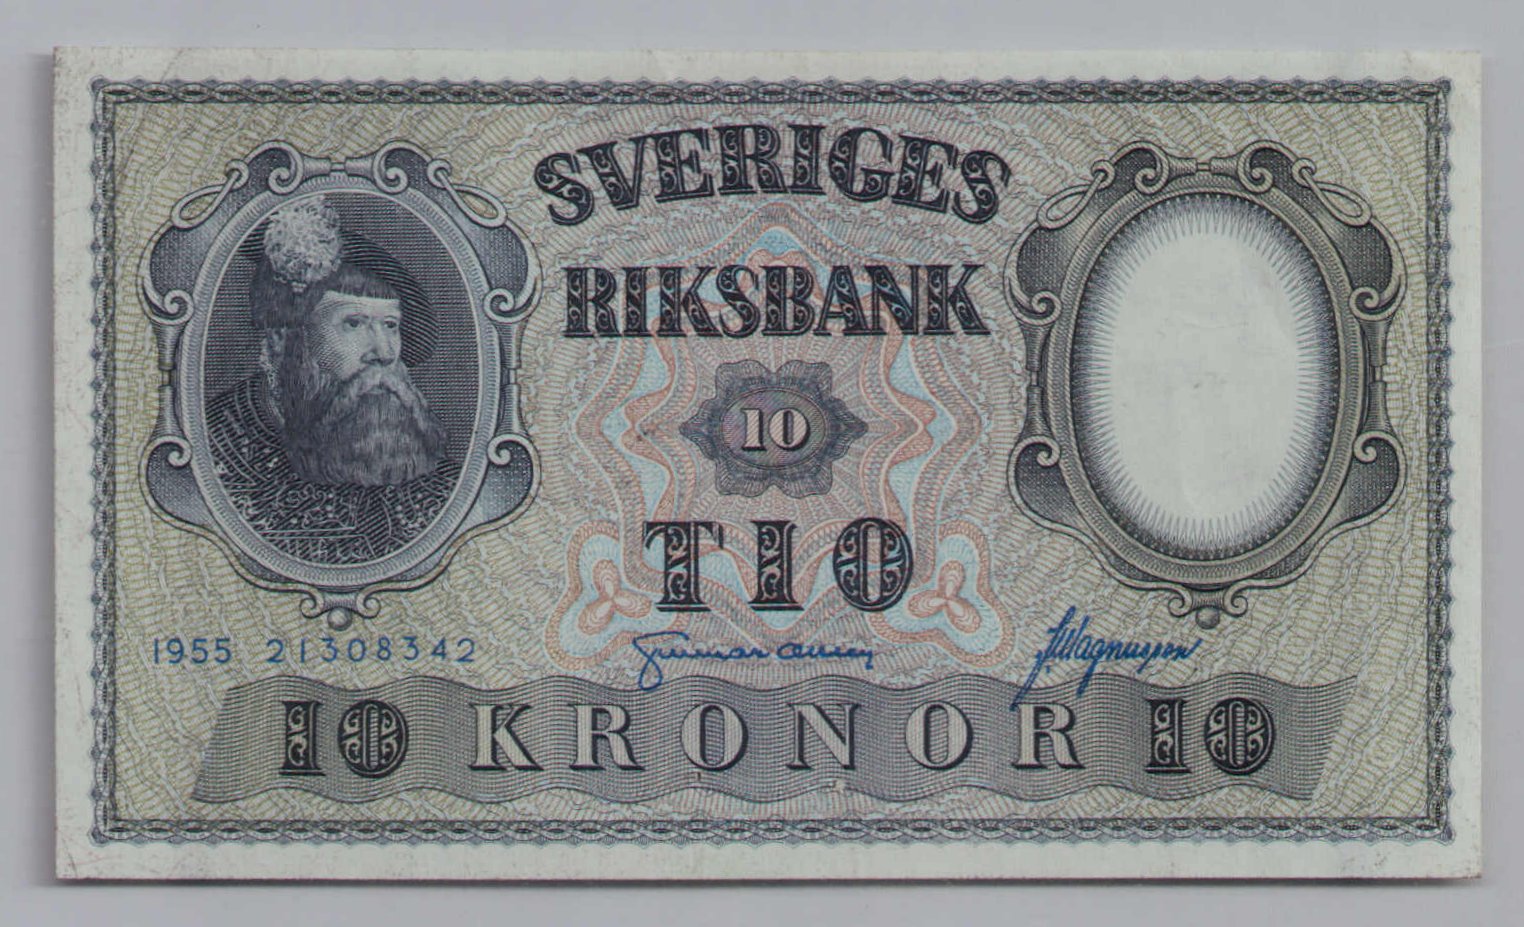 SVERIGES
RIKSBANK
10
TIO
1955 21308342
10 KRONOR 10